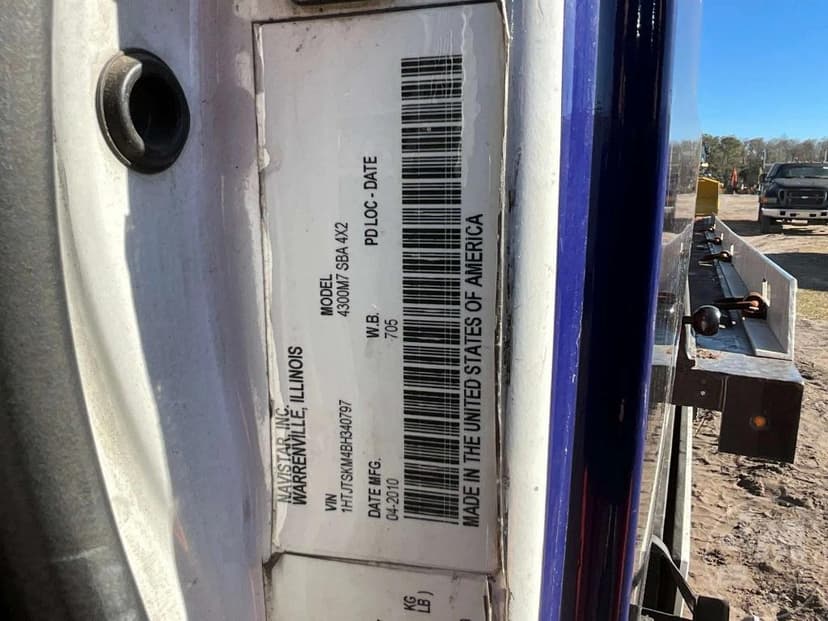 NAVISTAR, INC.
WARRENVILLE, ILLINOIS
VIN
1HTJTSKM4BH340797
MODEL
4300M7 SBA 4X2
DATE MFG.
04-2010
W.B.
705
PD LOC - DATE
MADE IN THE UNITED STATES OF AMERICA
KG
LB )